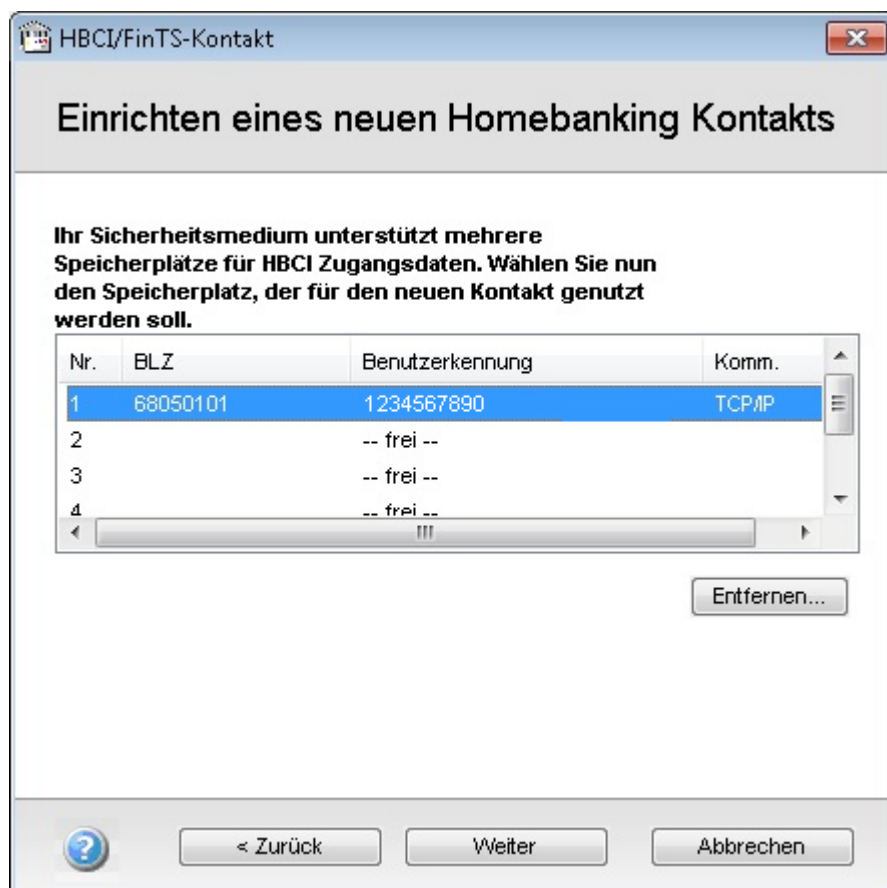 HBCI/FinTS-Kontakt
Einrichten eines neuen Homebanking Kontakts
Ihr Sicherheitsmedium unterstützt mehrere
Speicherplätze für HBCI Zugangsdaten. Wählen Sie nun
den Speicherplatz, der für den neuen Kontakt genutzt
werden soll.
Nr. BLZ Benutzerkennung Komm.
1 68050101 1234567890 TCP/IP
2 -- frei --
3 -- frei --
4 -- frei --
Entfernen...
< Zurück Weiter Abbrechen